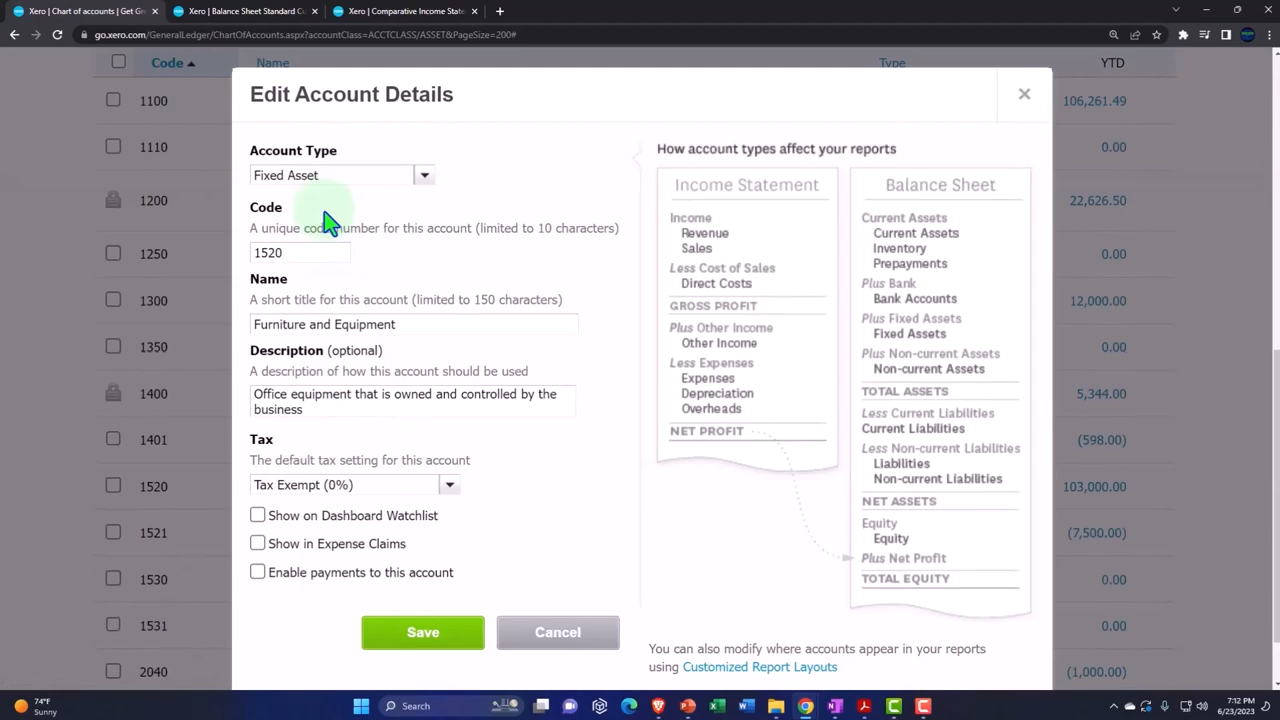 Xero | Chart of accounts | Get Gr
Xero | Balance Sheet Standard C
Xero | Comparative Income State
go.xero.com/GeneralLedger/ChartOfAccounts.aspx?accountClass=ACCTCLASS/ASSET&PageSize=200#
Code Name Type YTD
1100 106,261.49
1110 0.00
1200 22,626.50
1250 0.00
1300 12,000.00
1350 0.00
1400 5,344.00
1401 (598.00)
1520 103,000.00
1521 (7,500.00)
1530 0.00
1531 0.00
2040 (1,000.00)
Edit Account Details
Account Type
Fixed Asset
Code
A unique code number for this account (limited to 10 characters)
1520
Name
A short title for this account (limited to 150 characters)
Furniture and Equipment
Description (optional)
A description of how this account should be used
Office equipment that is owned and controlled by the
business
Tax
The default tax setting for this account
Tax Exempt (0%)
Show on Dashboard Watchlist
Show in Expense Claims
Enable payments to this account
Save Cancel
How account types affect your reports
Income Statement
Income
Revenue
Sales
Less Cost of Sales
Direct Costs
GROSS PROFIT
Plus Other Income
Other Income
Less Expenses
Expenses
Depreciation
Overheads
NET PROFIT
Balance Sheet
Current Assets
Current Assets
Inventory
Prepayments
Plus Bank
Bank Accounts
Plus Fixed Assets
Fixed Assets
Plus Non-current Assets
Non-current Assets
TOTAL ASSETS
Less Current Liabilities
Current Liabilities
Less Non-current Liabilities
Liabilities
Non-current Liabilities
NET ASSETS
Equity
Equity
Plus Net Profit
TOTAL EQUITY
You can also modify where accounts appear in your reports
using Customized Report Layouts
74°F
Sunny
Search
7:12 PM
6/23/2023